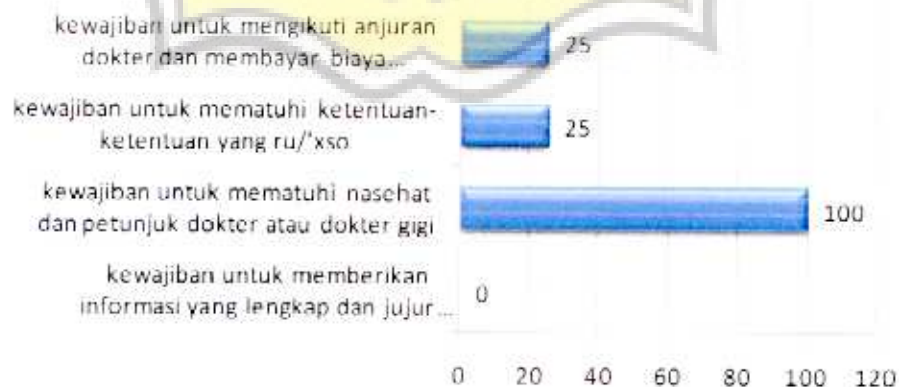 kewajiban untuk mengikuti anjuran
dokter dan membayar biaya...
25
kewajiban untuk mematuhi ketentuan-
ketentuan yang ru/'xso
25
kewajiban untuk mematuhi nasehat
dan petunjuk dokter atau dokter gigi
100
kewajiban untuk memberikan
informasi yang lengkap dan jujur...
0
0 20 40 60 80 100 120